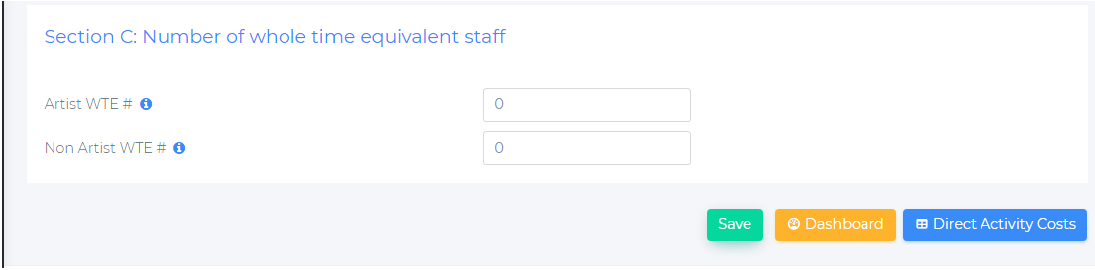 Section C: Number of whole time equivalent staff
Artist WTE #
0
Non Artist WTE #
0
Save
Dashboard
Direct Activity Costs